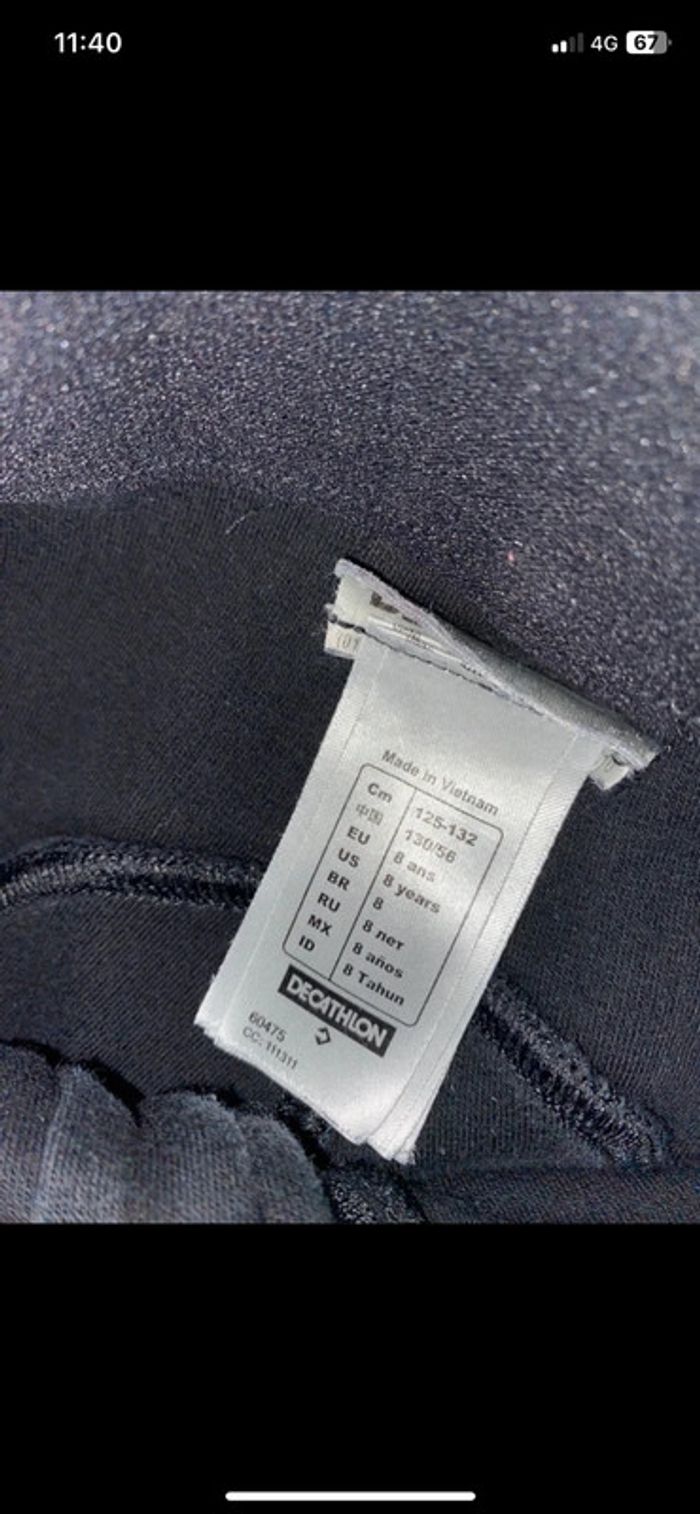 11:40
4G 67
Made in Vietnam
Cm 125-132
中国 130/56
EU 8 ans
US 8 years
BR 8
RU 8 лет
MX 8 años
ID 8 Tahun
DECATHLON
60475
CC: 111311